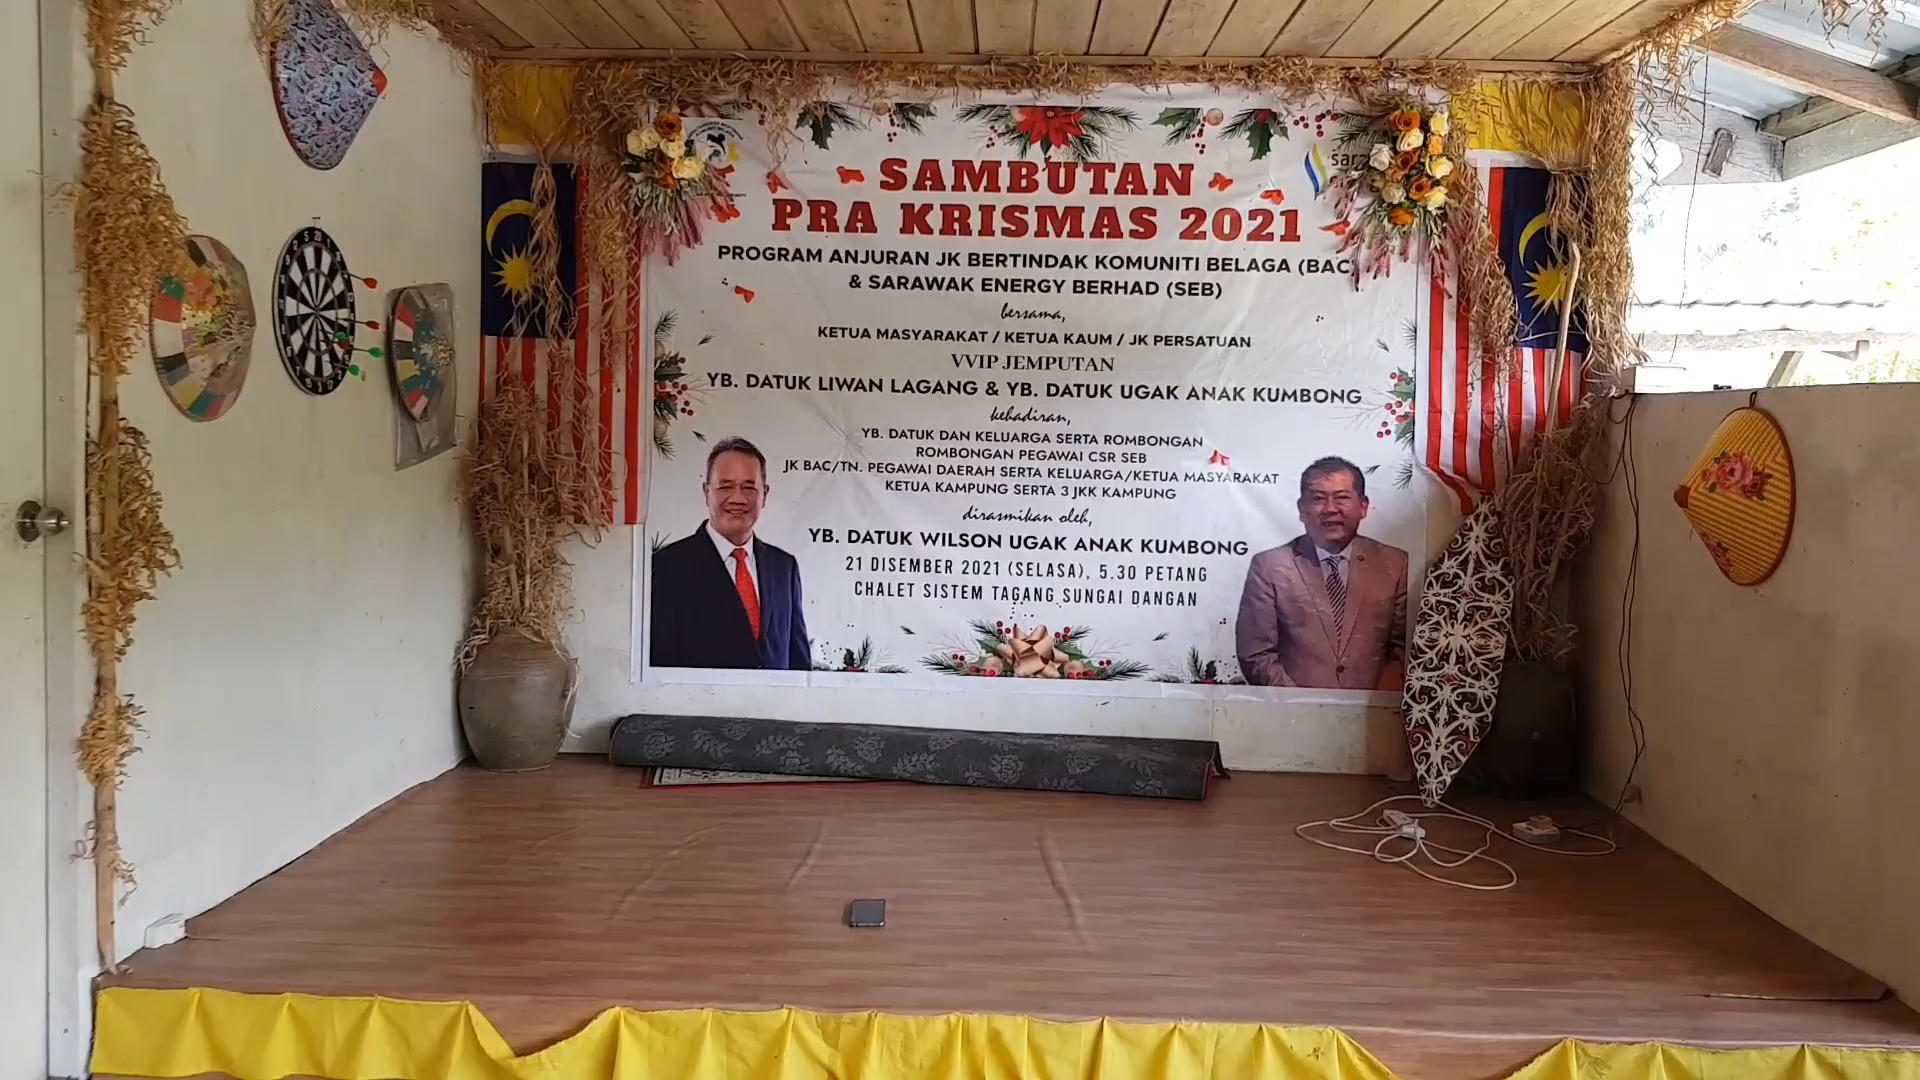 SAMBUTAN
PRA KRISMAS 2021
PROGRAM ANJURAN JK BERTINDAK KOMUNITI BELAGA (BAC)
& SARAWAK ENERGY BERHAD (SEB)
bersama,
KETUA MASYARAKAT / KETUA KAUM / JK PERSATUAN
VVIP JEMPUTAN
YB. DATUK LIWAN LAGANG & YB. DATUK UGAK ANAK KUMBONG
kehadiran,
YB. DATUK DAN KELUARGA SERTA ROMBONGAN
ROMBONGAN PEGAWAI CSR SEB
JK BAC/TN. PEGAWAI DAERAH SERTA KELUARGA/KETUA MASYARAKAT
KETUA KAMPUNG SERTA 3 JKK KAMPUNG
dirasmikan oleh,
YB. DATUK WILSON UGAK ANAK KUMBONG
21 DISEMBER 2021 (SELASA), 5.30 PETANG
CHALET SISTEM TAGANG SUNGAI DANGAN